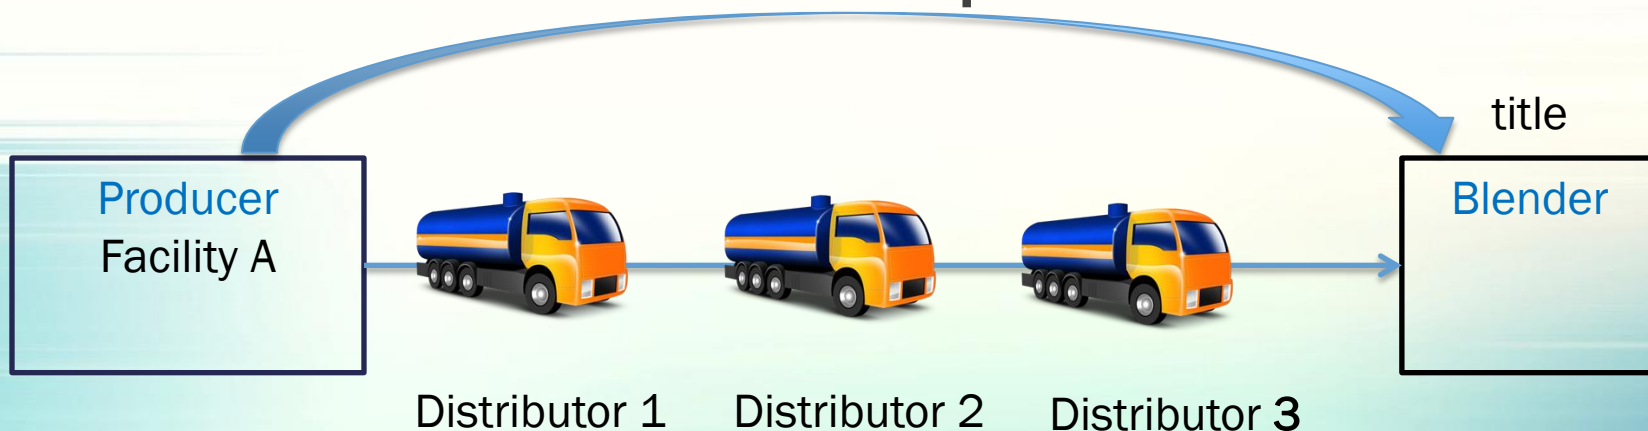 title
Producer
Facility A
Blender
Distributor 1
Distributor 2
Distributor 3